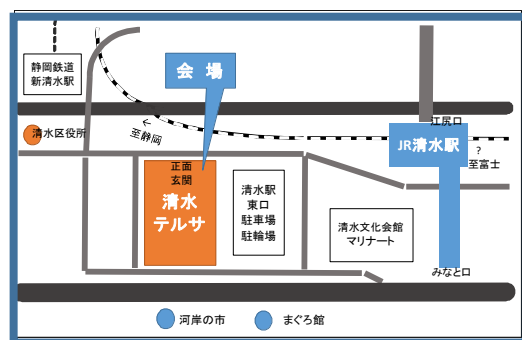 静岡鉄道
新清水駅
会 場
江尻口
清水区役所
←
至静岡
JR清水駅
?
至富士
正面
玄関
清水
テルサ
清水駅
東口
駐車場
駐輪場
清水文化会館
マリナート
みなと口
河岸の市
まぐろ館